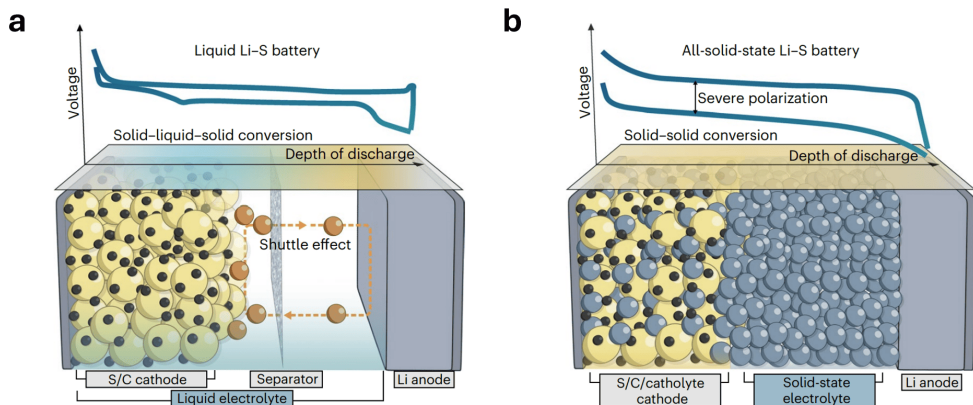 a
Liquid Li–S battery
Voltage
Solid–liquid–solid conversion
Depth of discharge
Shuttle effect
S/C cathode
Separator
Li anode
Liquid electrolyte
b
All-solid-state Li–S battery
Voltage
Severe polarization
Solid–solid conversion
Depth of discharge
S/C/catholyte
cathode
Solid-state
electrolyte
Li anode